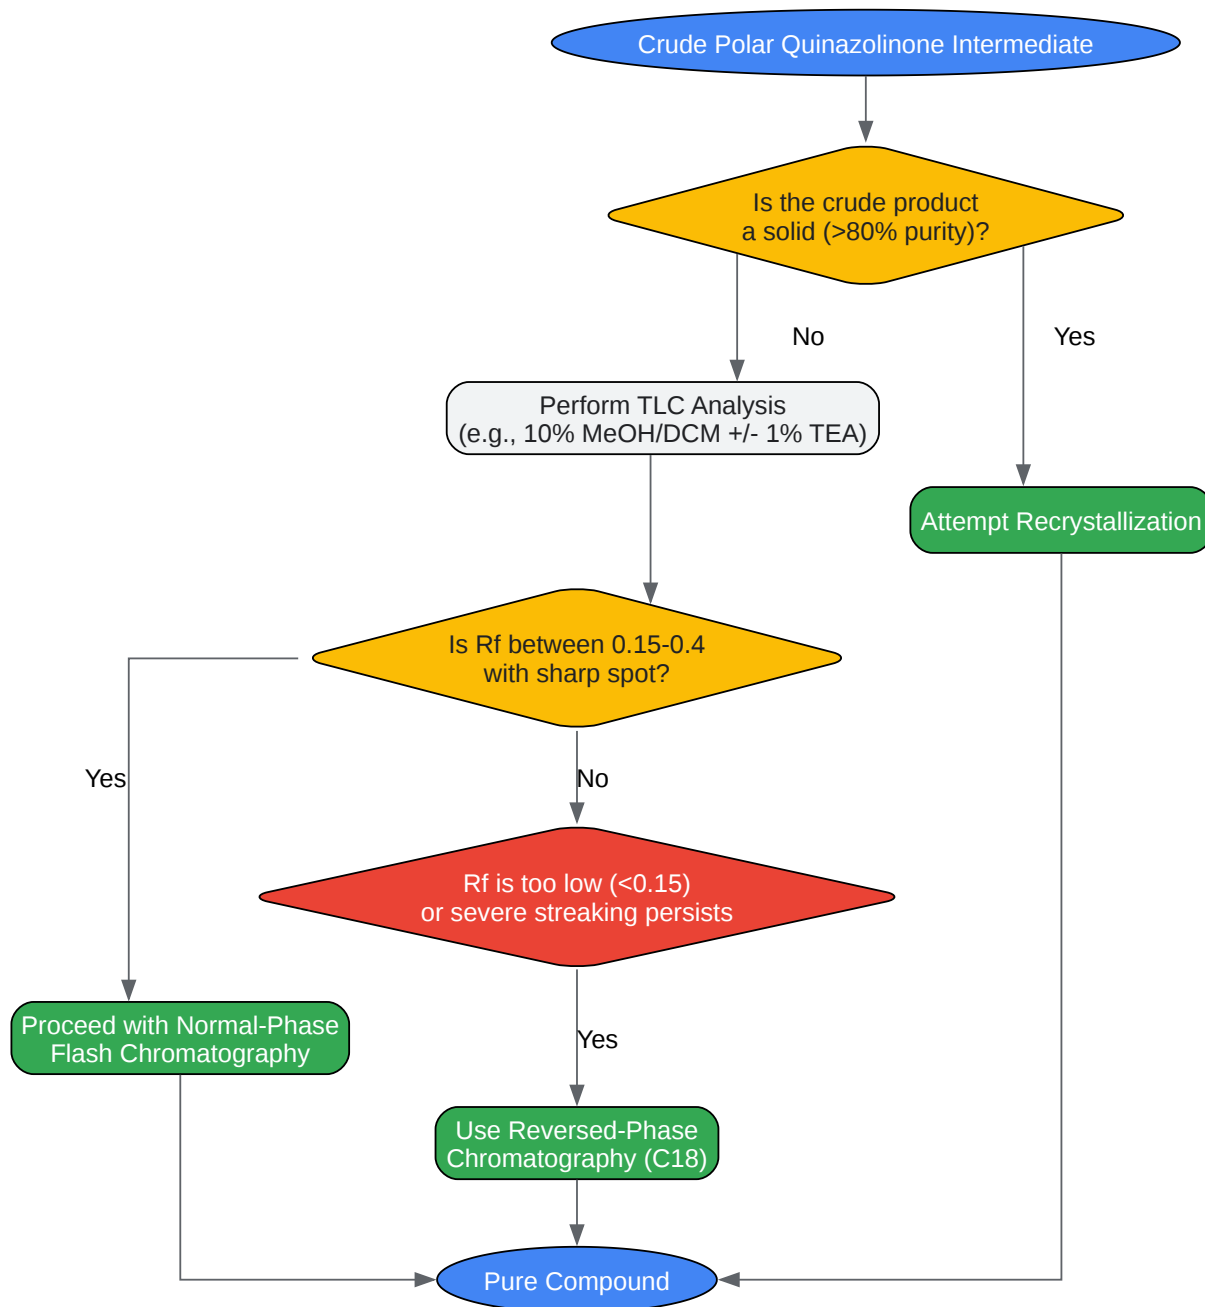 Crude Polar Quinazolinone Intermediate
Is the crude product
a solid (>80% purity)?
No
Yes
Perform TLC Analysis
(e.g., 10% MeOH/DCM +/- 1% TEA)
Attempt Recrystallization
Is Rf between 0.15-0.4
with sharp spot?
Yes
No
Rf is too low (<0.15)
or severe streaking persists
Proceed with Normal-Phase
Flash Chromatography
Yes
Use Reversed-Phase
Chromatography (C18)
Pure Compound